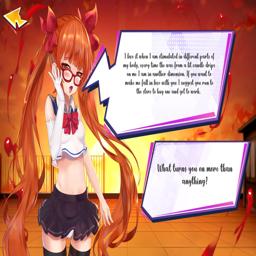 I love it when I am stimulated in different parts of
my body, every time the wax from a lit candle drips
on me I am in another dimension. If you want to
make me fall in love with you I suggest you run to
the store to buy one and get to work.
What turns you on more than
anything?